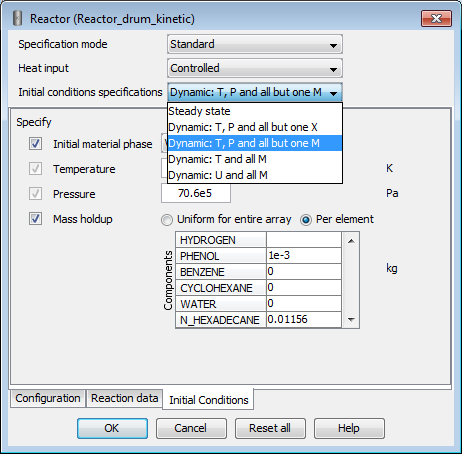 Reactor (Reactor_drum_kinetic)
Specification mode Standard
Heat input Controlled
Initial conditions specifications Dynamic: T, P and all but one M
Steady state
Dynamic: T, P and all but one X
Dynamic: T, P and all but one M
Dynamic: T and all M
Dynamic: U and all M
Specify
Initial material phase
Temperature K
Pressure 70.6e5 Pa
Mass holdup Uniform for entire array Per element
Components
HYDROGEN
PHENOL 1e-3
BENZENE 0
CYCLOHEXANE 0
WATER 0
N_HEXADECANE 0.01156
kg
Configuration Reaction data Initial Conditions
OK Cancel Reset all Help